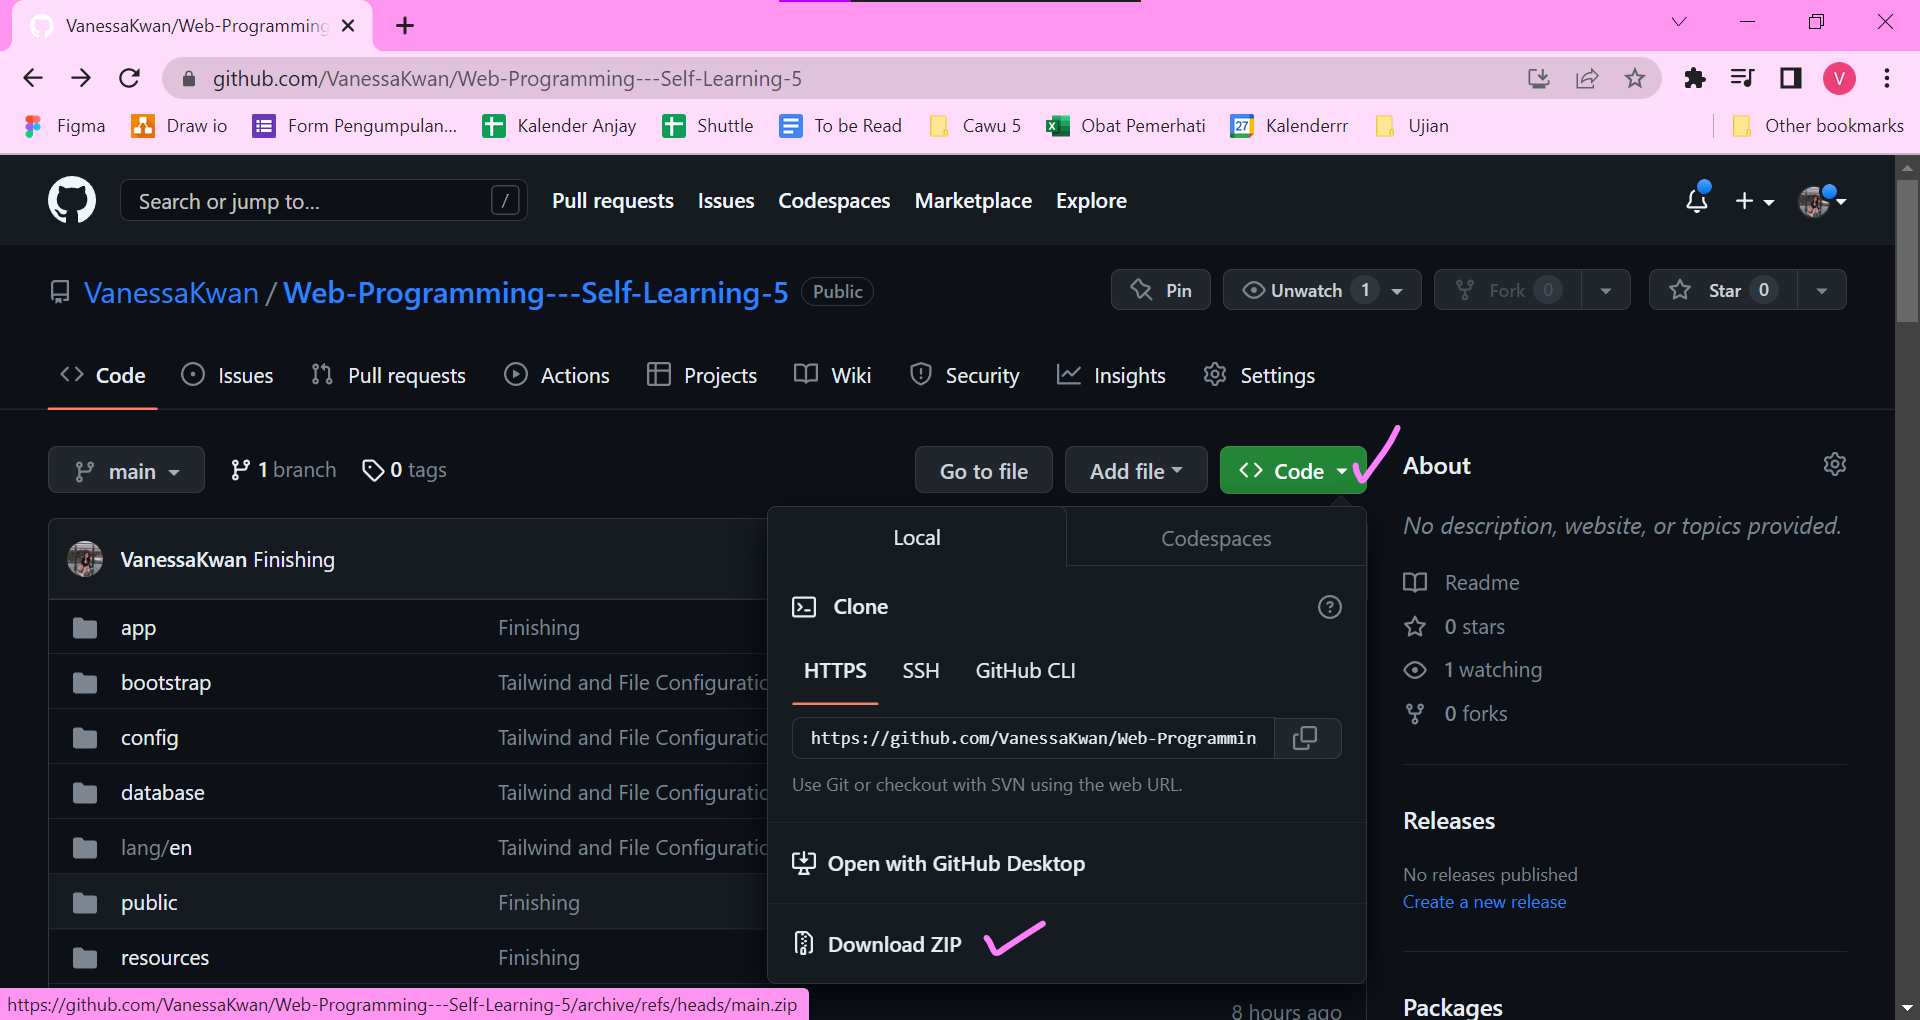 VanessaKwan/Web-Programming
github.com/VanessaKwan/Web-Programming---Self-Learning-5
V
Figma
Draw io
Form Pengumpulan...
Kalender Anjay
Shuttle
To be Read
Cawu 5
Obat Pemerhati
27
Kalenderrr
Ujian
Other bookmarks
Search or jump to...
/
Pull requests
Issues
Codespaces
Marketplace
Explore
VanessaKwan / Web-Programming---Self-Learning-5
Public
Pin
Unwatch 1
Fork 0
Star 0
Code
Issues
Pull requests
Actions
Projects
Wiki
Security
Insights
Settings
main
1 branch
0 tags
Go to file
Add file
Code
VanessaKwan Finishing
app Finishing
bootstrap Tailwind and File Configuratio
config Tailwind and File Configuratio
database Tailwind and File Configuratio
lang/en Tailwind and File Configuratio
public Finishing
resources Finishing
8 hours ago
Local
Codespaces
Clone
HTTPS
SSH
GitHub CLI
https://github.com/VanessaKwan/Web-Programmin
Use Git or checkout with SVN using the web URL.
Open with GitHub Desktop
Download ZIP
About
No description, website, or topics provided.
Readme
0 stars
1 watching
0 forks
Releases
No releases published
Create a new release
Packages
https://github.com/VanessaKwan/Web-Programming---Self-Learning-5/archive/refs/heads/main.zip